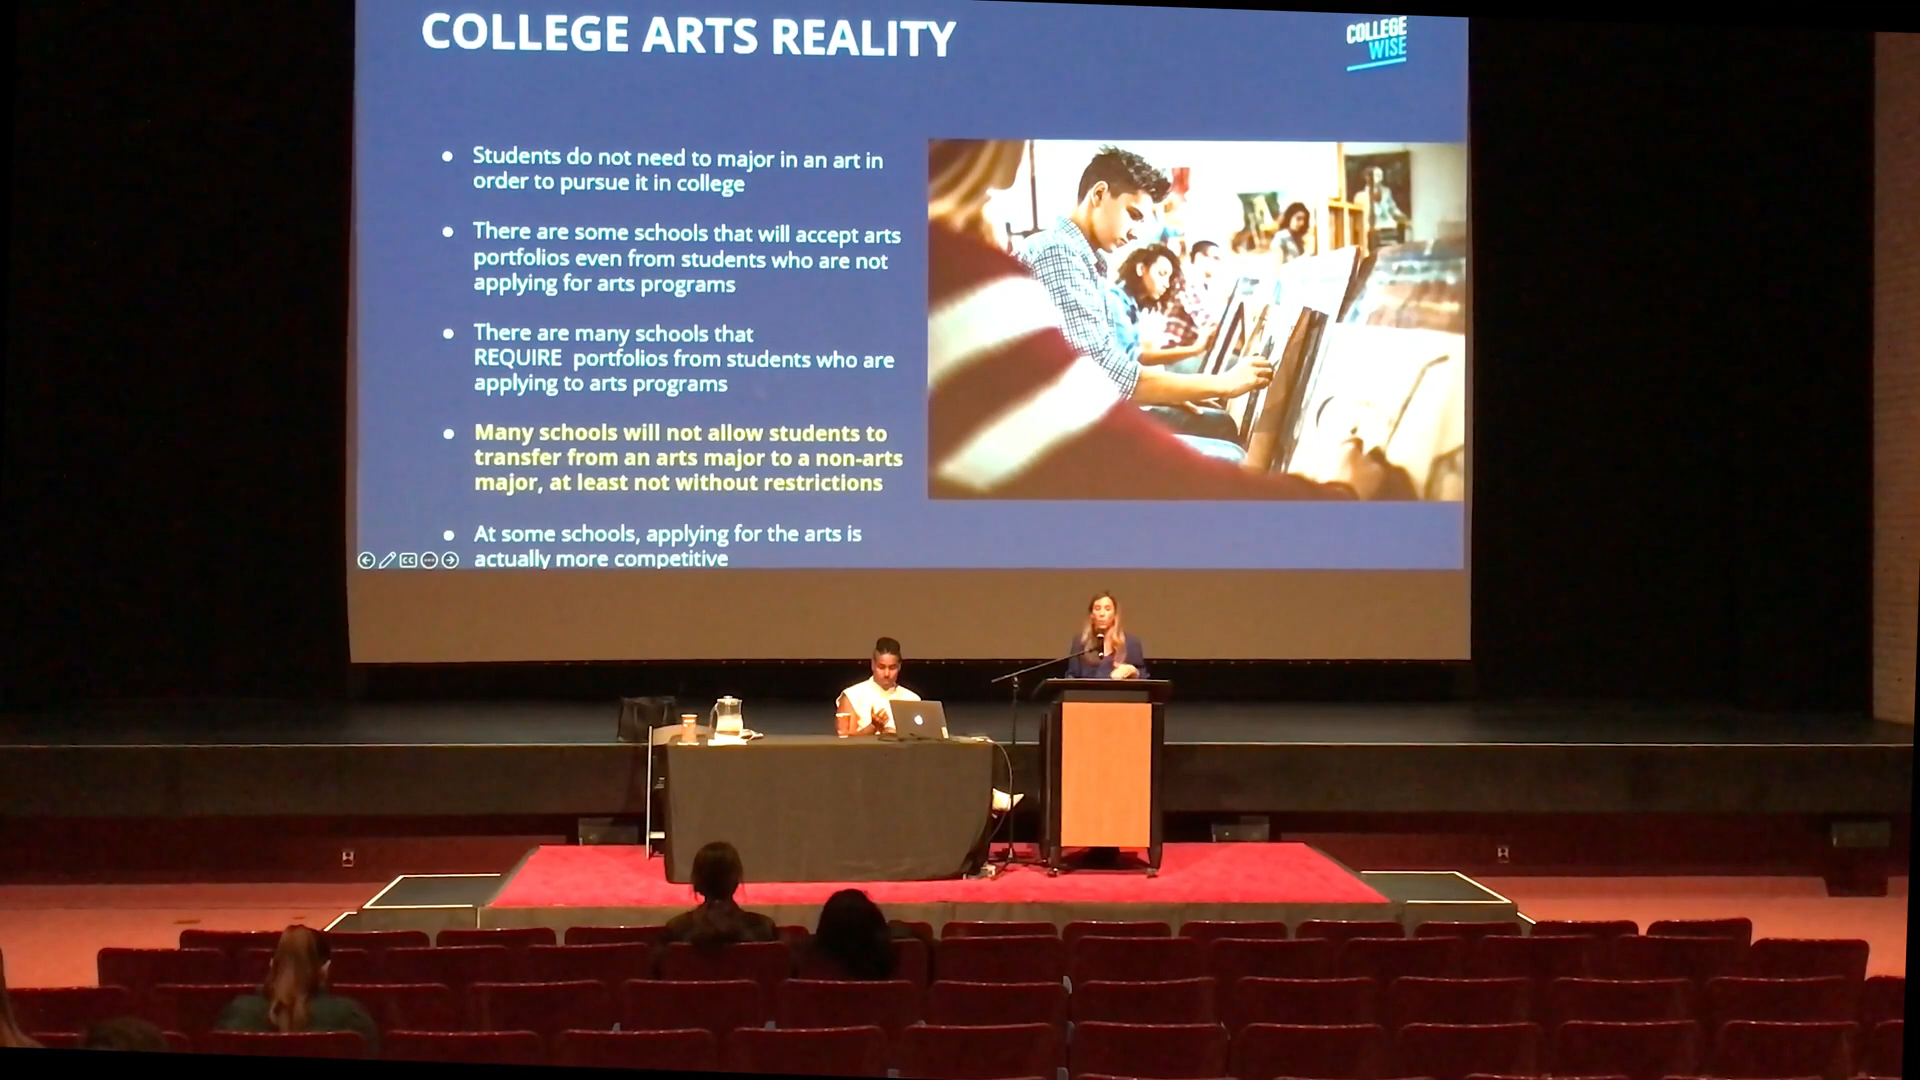 COLLEGE ARTS REALITY
COLLEGE
WISE
Students do not need to major in an art in
order to pursue it in college
There are some schools that will accept arts
portfolios even from students who are not
applying for arts programs
There are many schools that
REQUIRE portfolios from students who are
applying to arts programs
Many schools will not allow students to
transfer from an arts major to a non-arts
major, at least not without restrictions
At some schools, applying for the arts is
actually more competitive
CC